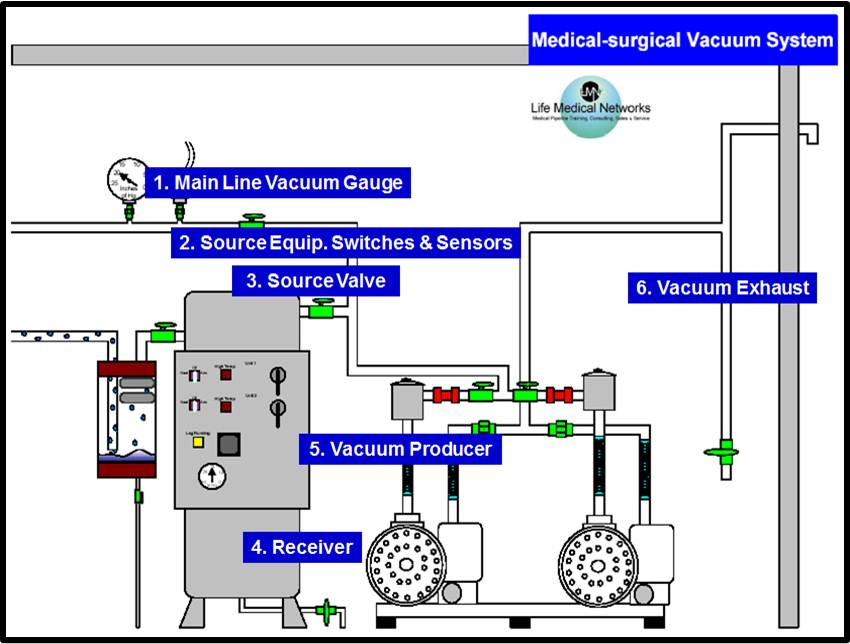 Medical-surgical Vacuum System
LMN
Life Medical Networks
Medical Pipeline Training, Consulting, Sales & Service
1. Main Line Vacuum Gauge
Inches
of Hg
2. Source Equip. Switches & Sensors
3. Source Valve
6. Vacuum Exhaust
High Temp
Unit 1
High Temp
Unit 2
Lag Running
5. Vacuum Producer
4. Receiver